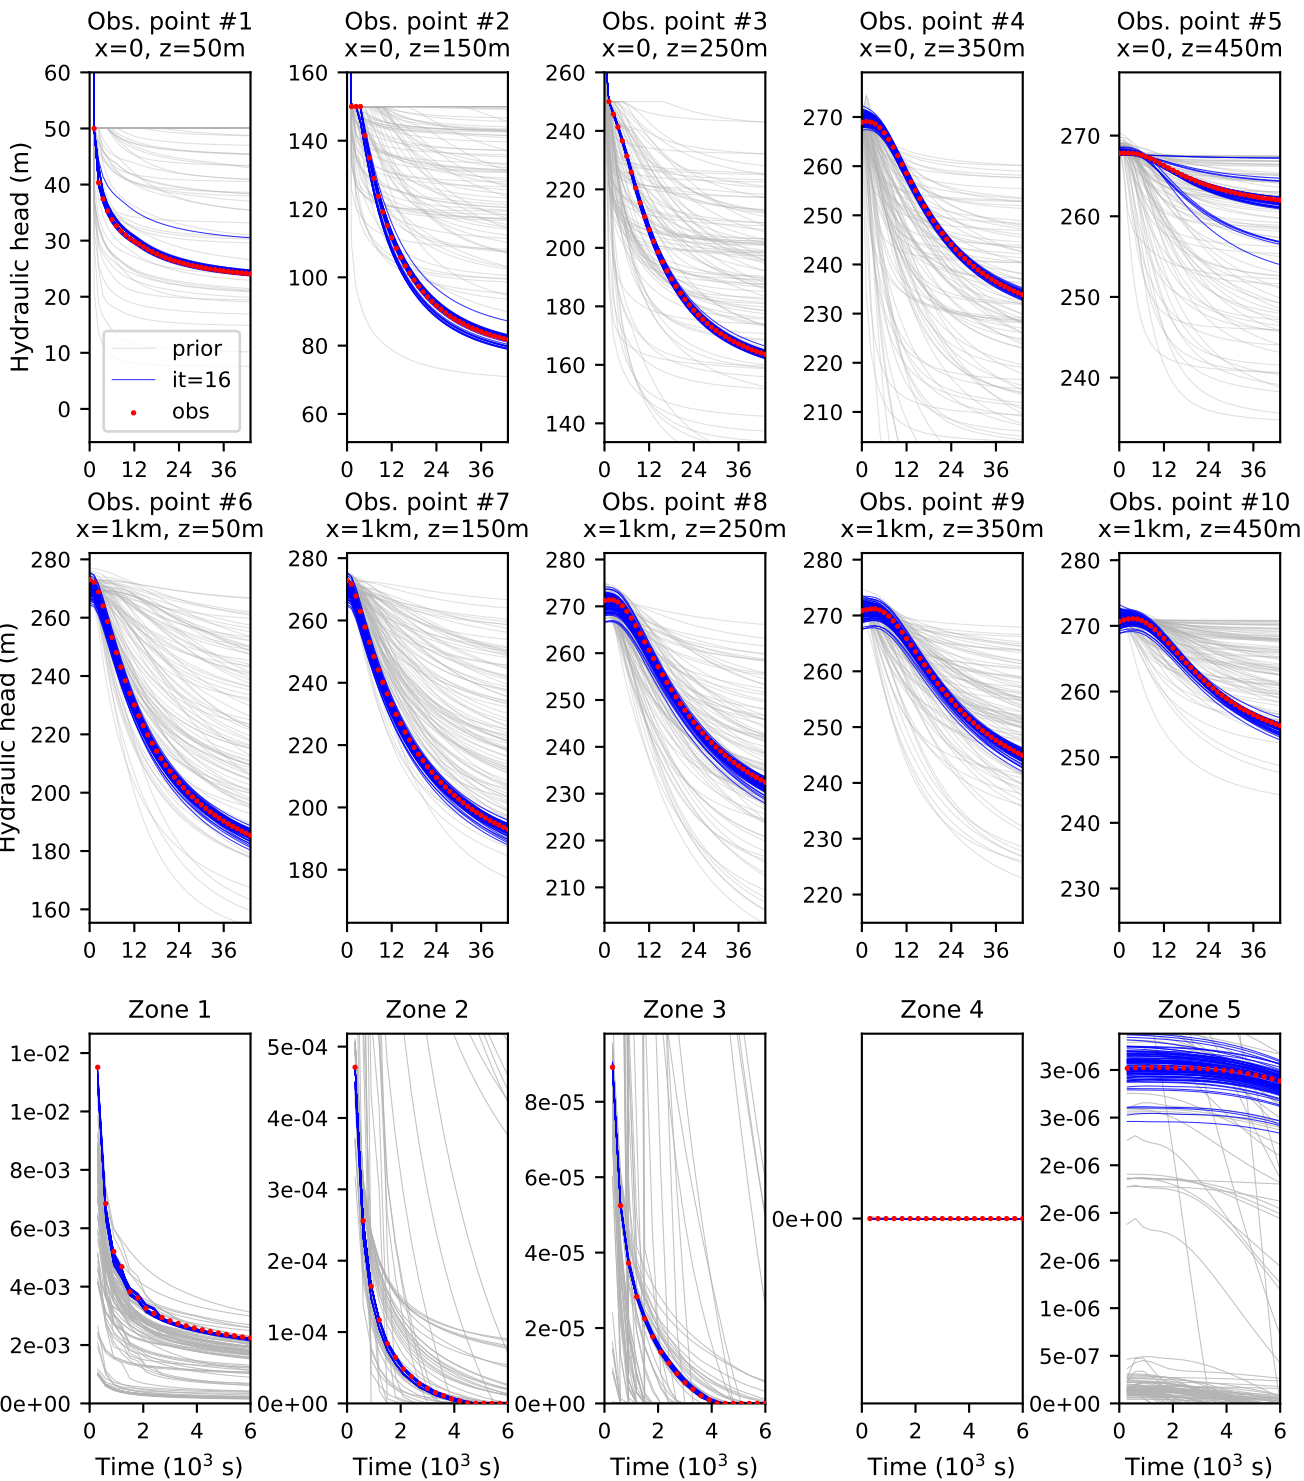 Obs. point #1 Obs. point #2 Obs. point #3 Obs. point #4 Obs. point #5
x=0, z=50m x=0, z=150m x=0, z=250m x=0, z=350m x=0, z=450m
Hydraulic head (m)
60
50
40
30
20
10
0
prior
it=16
obs
0 12 24 36
160
140
120
100
80
60
0 12 24 36
260
240
220
200
180
160
140
0 12 24 36
270
260
250
240
230
220
210
0 12 24 36
270
260
250
240
0 12 24 36
Obs. point #6 Obs. point #7 Obs. point #8 Obs. point #9 Obs. point #10
x=1km, z=50m x=1km, z=150m x=1km, z=250m x=1km, z=350m x=1km, z=450m
Hydraulic head (m)
280
260
240
220
200
180
160
0 12 24 36
280
260
240
220
200
180
0 12 24 36
280
270
260
250
240
230
220
210
0 12 24 36
280
270
260
250
240
230
220
0 12 24 36
280
270
260
250
240
230
0 12 24 36
Zone 1 Zone 2 Zone 3 Zone 4 Zone 5
1e-02
1e-02
8e-03
6e-03
4e-03
2e-03
0e+00
0 2 4 6
Time (10³ s)
5e-04
4e-04
3e-04
2e-04
1e-04
0e+00
0 2 4 6
Time (10³ s)
8e-05
6e-05
4e-05
2e-05
0e+00
0 2 4 6
Time (10³ s)
0e+00
0 2 4 6
Time (10³ s)
3e-06
3e-06
2e-06
2e-06
2e-06
1e-06
5e-07
0e+00
0 2 4 6
Time (10³ s)